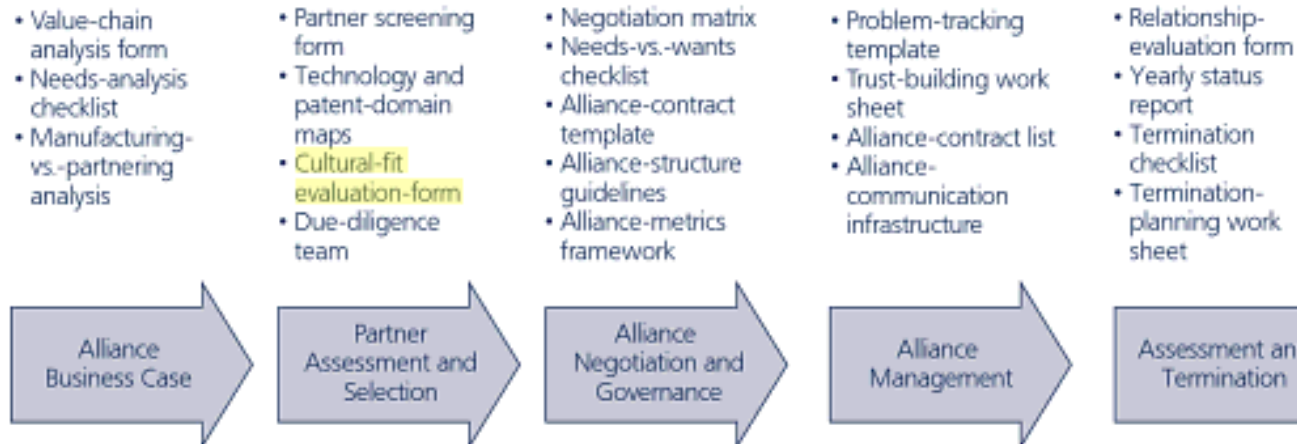 • Value-chain
analysis form
• Needs-analysis
checklist
• Manufacturing-
vs.-partnering
analysis
• Partner screening
form
• Technology and
patent-domain
maps
• Cultural-fit
evaluation-form
• Due-diligence
team
• Negotiation matrix
• Needs-vs.-wants
checklist
• Alliance-contract
template
• Alliance-structure
guidelines
• Alliance-metrics
framework
• Problem-tracking
template
• Trust-building work
sheet
• Alliance-contract list
• Alliance-
communication
infrastructure
• Relationship-
evaluation form
• Yearly status
report
• Termination
checklist
• Termination-
planning work
sheet
Alliance
Business Case
Partner
Assessment and
Selection
Alliance
Negotiation and
Governance
Alliance
Management
Assessment an
Termination